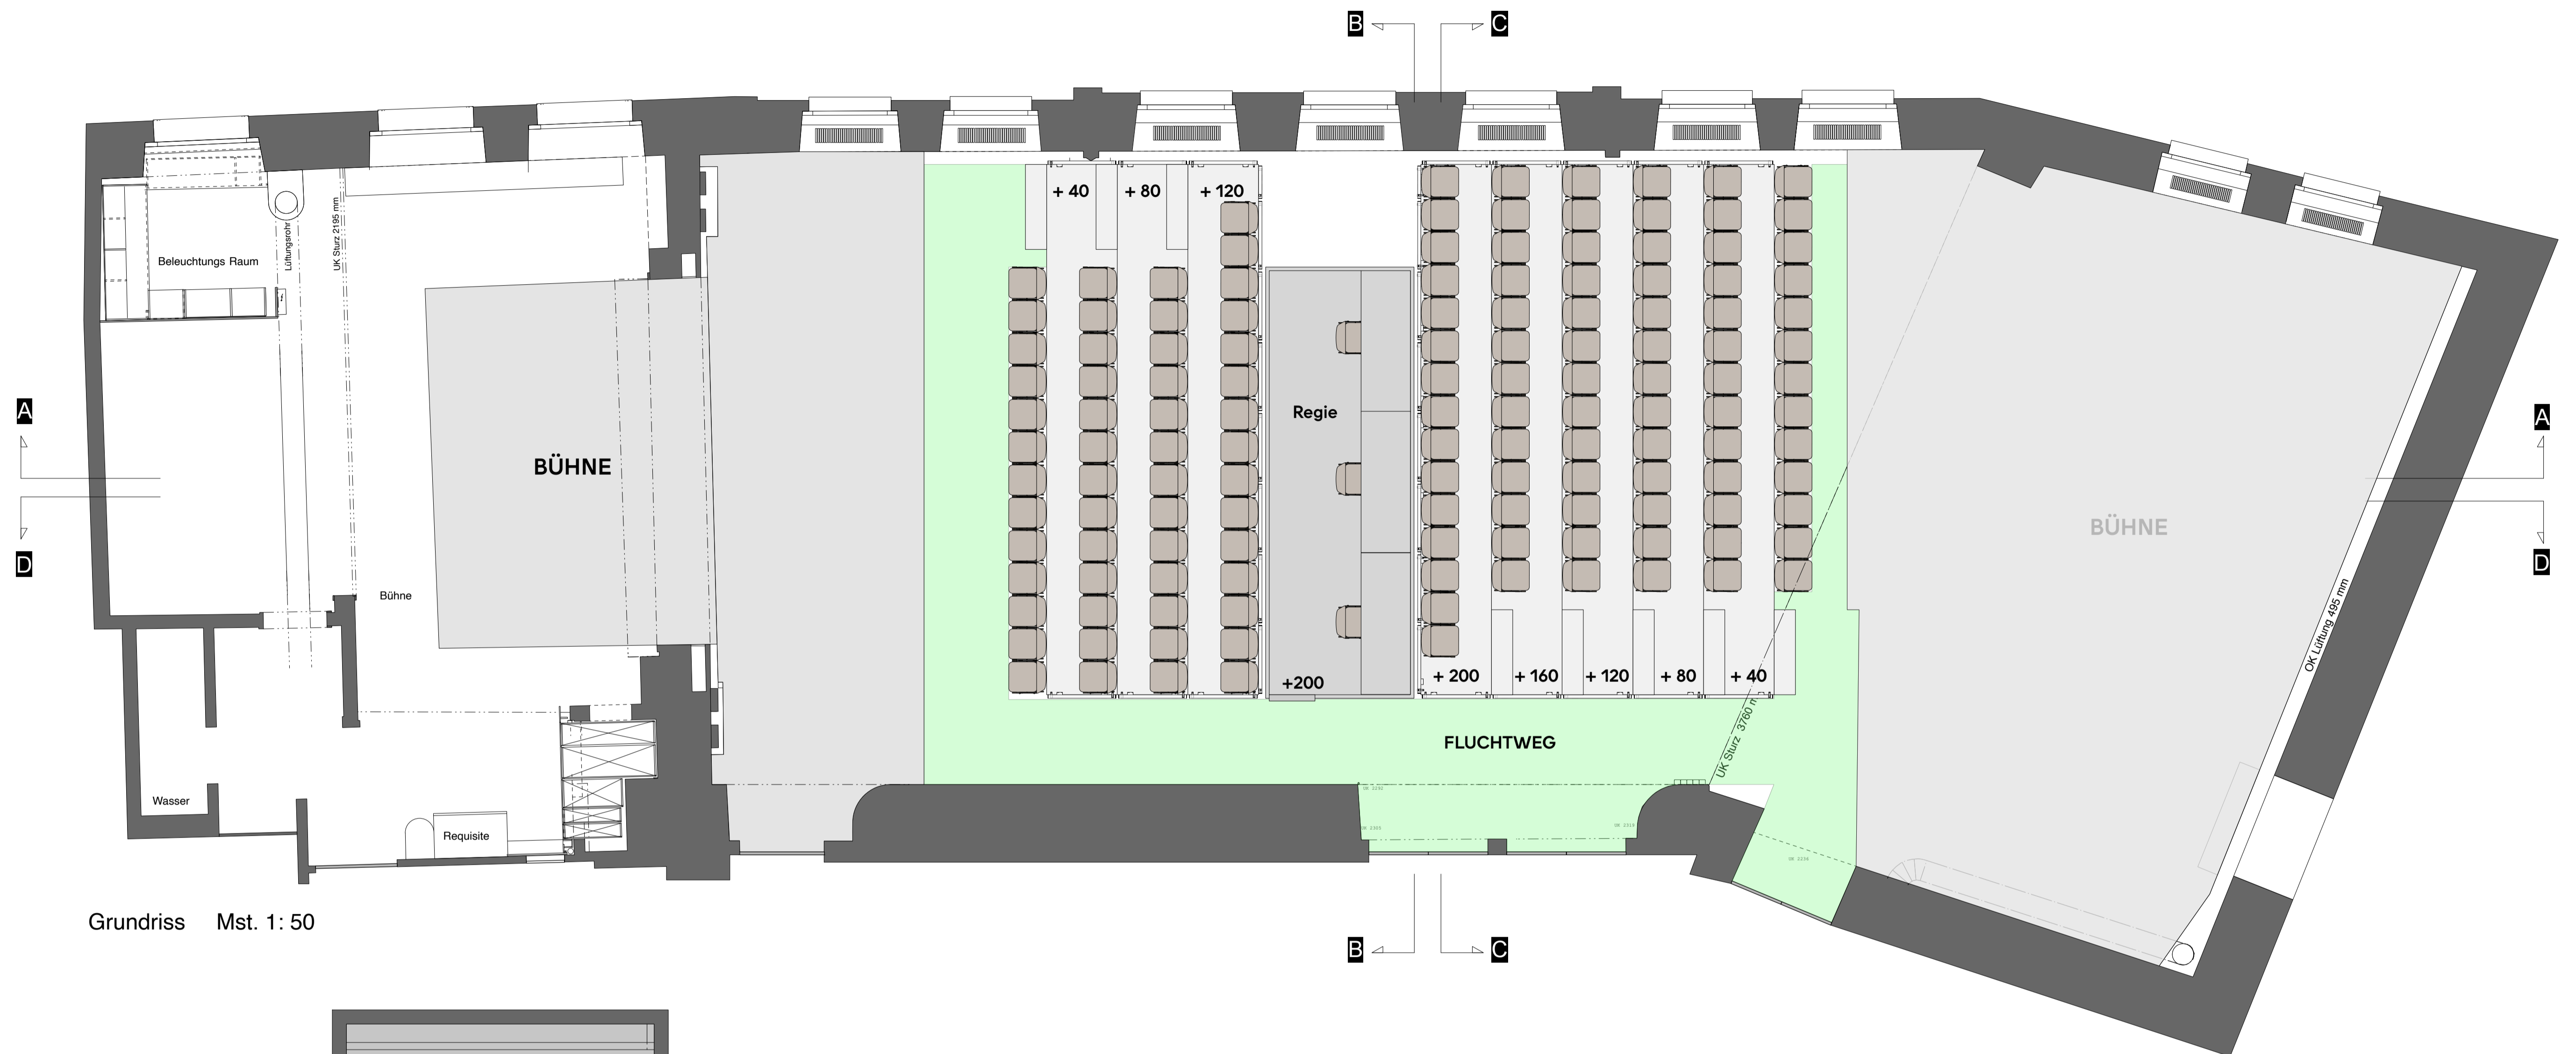 B
C
+ 40
+ 80
+ 120
Beleuchtungs Raum
Lüftungsrohr
UK Sturz 2195 mm
A
A
Regie
BÜHNE
BÜHNE
D
D
Bühne
OK Lüftung 495 mm
+200
+ 200
+ 160
+ 120
+ 80
+ 40
UK Sturz 3760
FLUCHTWEG
Wasser
Requisite
Grundriss Mst. 1: 50
B
C